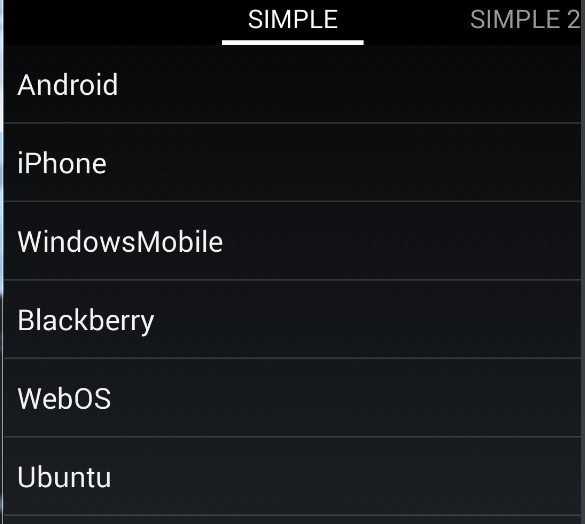 SIMPLE SIMPLE 2
Android
iPhone
WindowsMobile
Blackberry
WebOS
Ubuntu